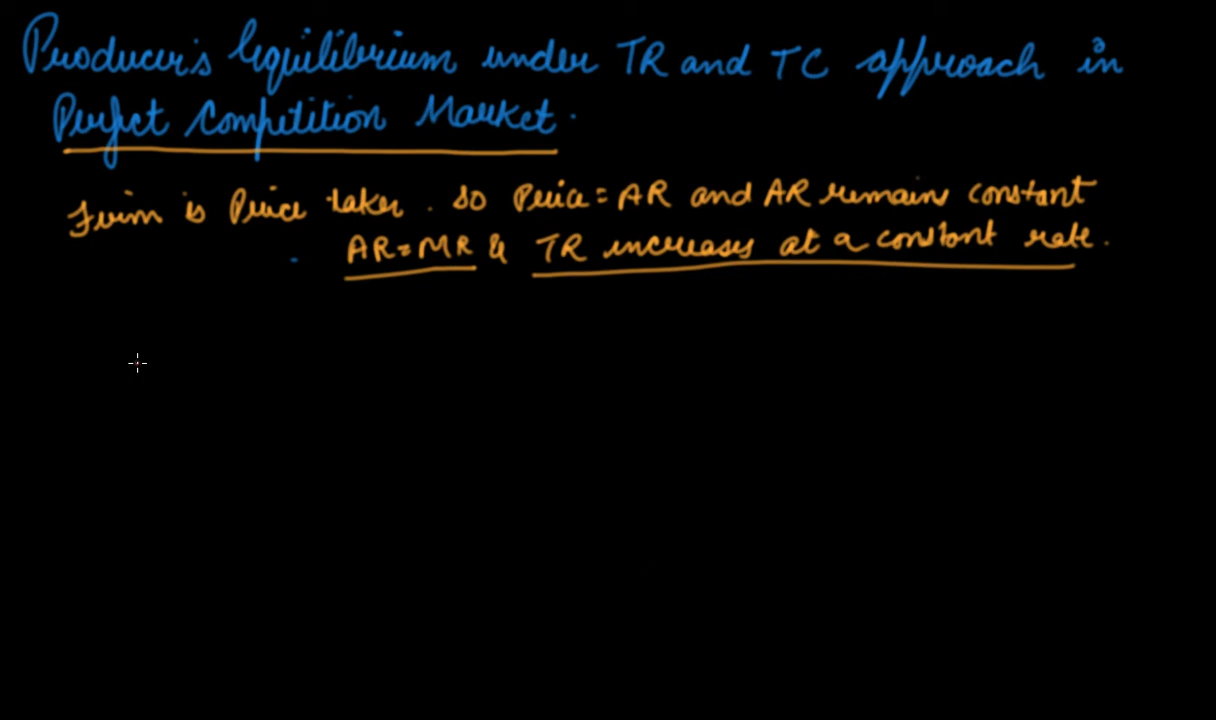 Producer's Equilibrium under TR and TC approach in
Perfect Competition Market.
Firm is Price taker. So Price = AR and AR remains constant
AR = MR & TR increases at a constant rate.